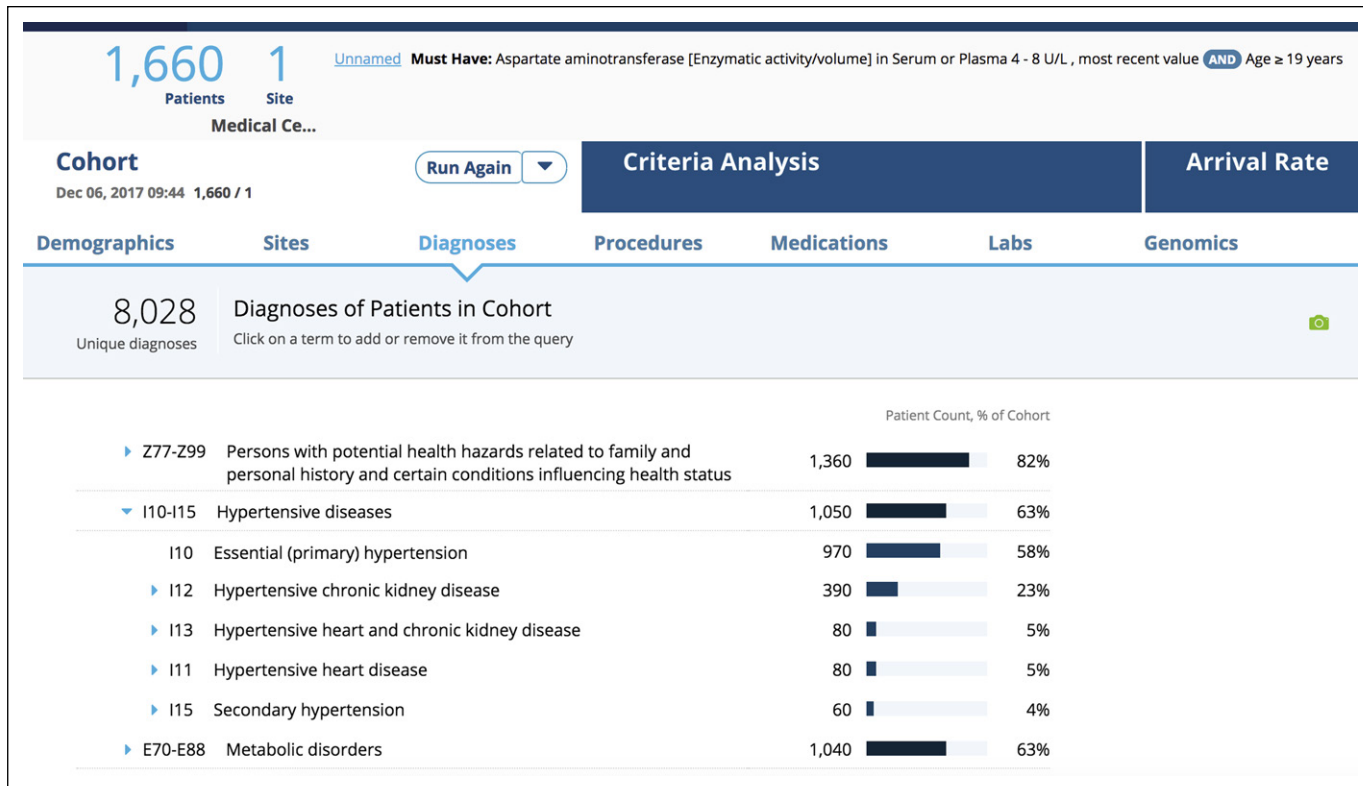 1,660 1
Patients Site
Medical Ce...
Unnamed Must Have: Aspartate aminotransferase [Enzymatic activity/volume] in Serum or Plasma 4 - 8 U/L , most recent value AND Age ≥ 19 years
Cohort
Dec 06, 2017 09:44 1,660 / 1
Run Again
Criteria Analysis
Arrival Rate
Demographics Sites Diagnoses Procedures Medications Labs Genomics
8,028
Unique diagnoses
Diagnoses of Patients in Cohort
Click on a term to add or remove it from the query
Patient Count, % of Cohort
Z77-Z99 Persons with potential health hazards related to family and
personal history and certain conditions influencing health status 1,360 82%
I10-I15 Hypertensive diseases 1,050 63%
I10 Essential (primary) hypertension 970 58%
I12 Hypertensive chronic kidney disease 390 23%
I13 Hypertensive heart and chronic kidney disease 80 5%
I11 Hypertensive heart disease 80 5%
I15 Secondary hypertension 60 4%
E70-E88 Metabolic disorders 1,040 63%